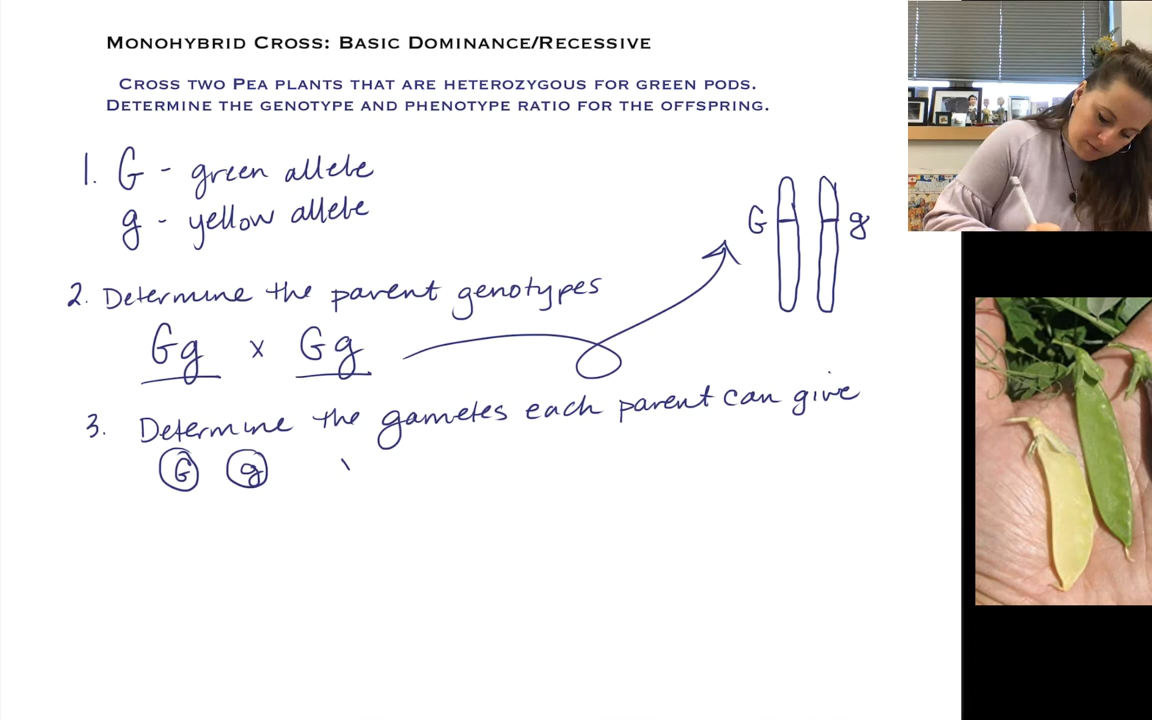 MONOHYBRID CROSS: BASIC DOMINANCE/RECESSIVE
CROSS TWO PEA PLANTS THAT ARE HETEROZYGOUS FOR GREEN PODS.
DETERMINE THE GENOTYPE AND PHENOTYPE RATIO FOR THE OFFSPRING.
1. G - green allele
g - yellow allele
G g
2. Determine the parent genotypes
Gg x Gg
3. Determine the gametes each parent can give
G g